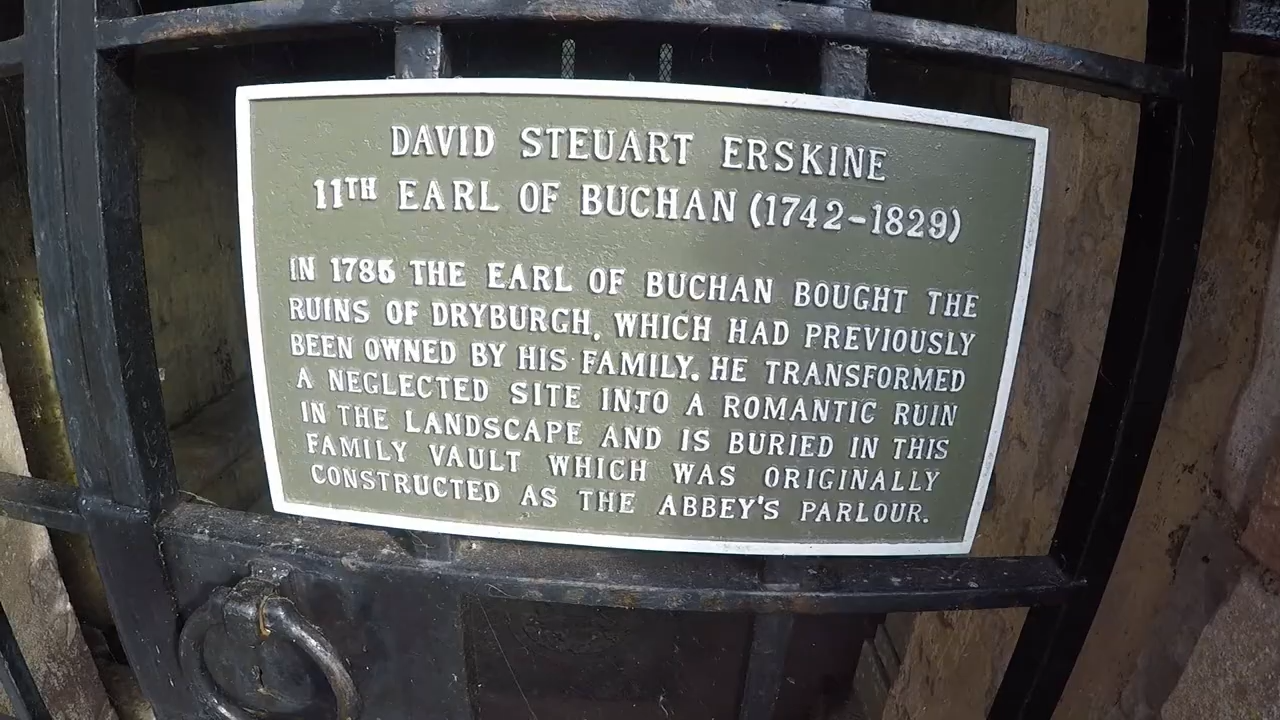 DAVID STEUART ERSKINE
11TH EARL OF BUCHAN (1742-1829)
IN 1786 THE EARL OF BUCHAN BOUGHT THE
RUINS OF DRYBURGH, WHICH HAD PREVIOUSLY
BEEN OWNED BY HIS FAMILY. HE TRANSFORMED
A NEGLECTED SITE INTO A ROMANTIC RUIN
IN THE LANDSCAPE AND IS BURIED IN THIS
FAMILY VAULT WHICH WAS ORIGINALLY
CONSTRUCTED AS THE ABBEY'S PARLOUR.